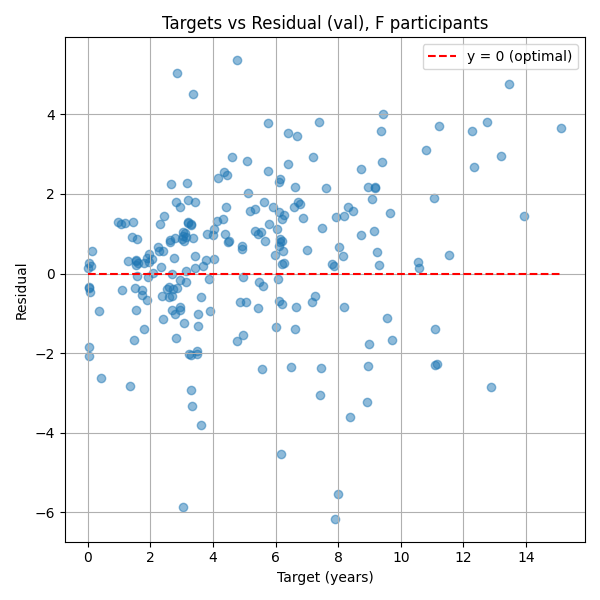 Targets vs Residual (val), F participants
y = 0 (optimal)
Residual
4
2
0
−2
−4
−6
0 2 4 6 8 10 12 14
Target (years)